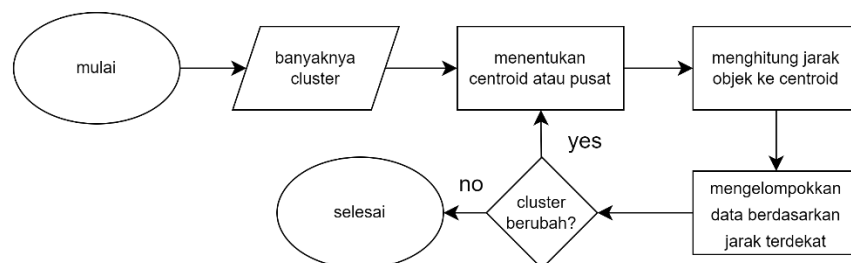 mulai
banyaknya
cluster
menentukan
centroid atau pusat
menghitung jarak
objek ke centroid
mengelompokkan
data berdasarkan
jarak terdekat
cluster
berubah?
yes
no
selesai